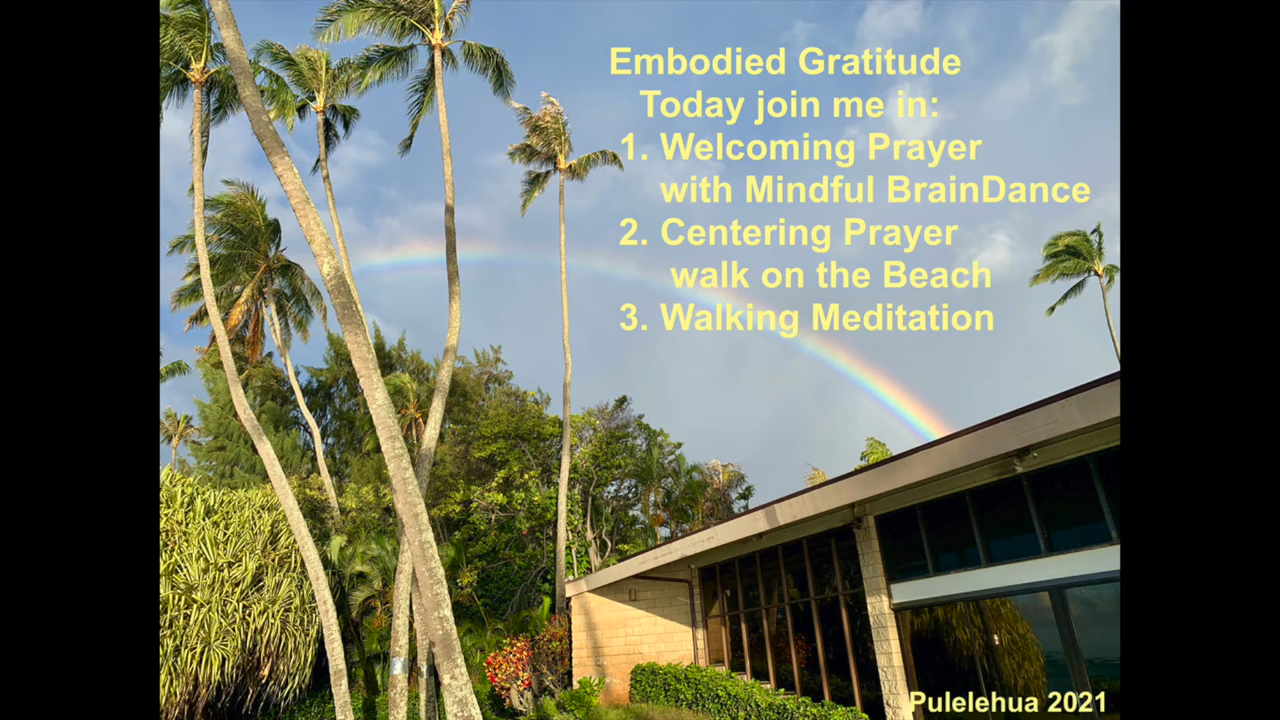 Embodied Gratitude
Today join me in:
1. Welcoming Prayer
with Mindful BrainDance
2. Centering Prayer
walk on the Beach
3. Walking Meditation
Pulelehua 2021